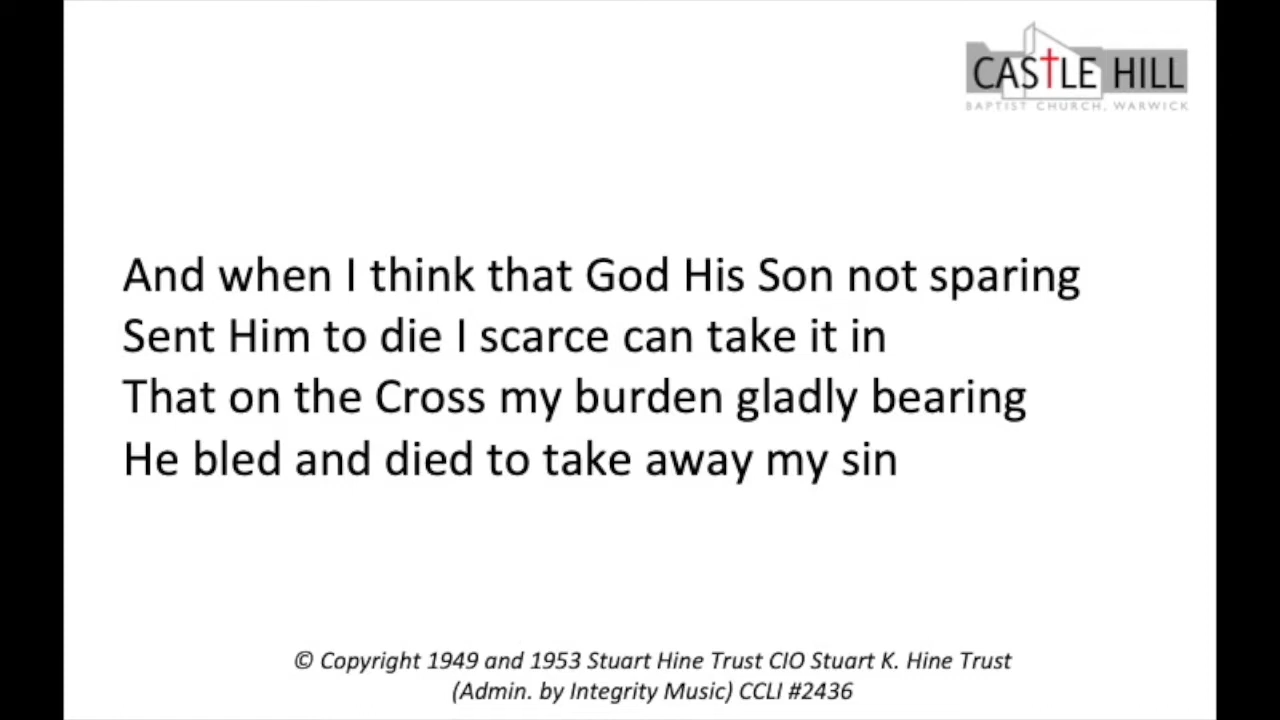 CASTLE HILL
BAPTIST CHURCH, WARWICK
And when I think that God His Son not sparing
Sent Him to die I scarce can take it in
That on the Cross my burden gladly bearing
He bled and died to take away my sin
© Copyright 1949 and 1953 Stuart Hine Trust CIO Stuart K. Hine Trust
(Admin. by Integrity Music) CCLI #2436